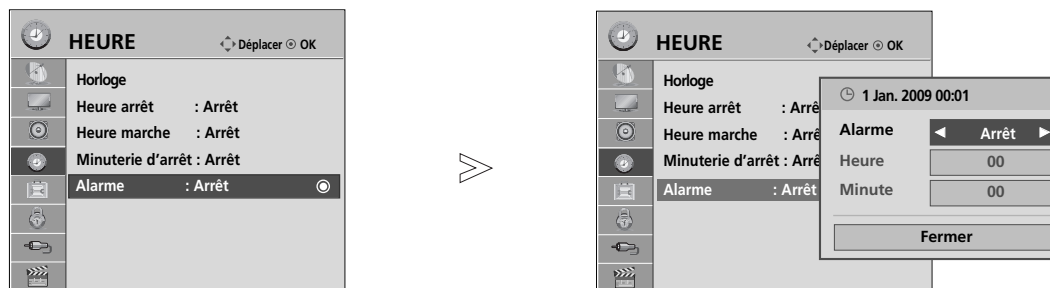 HEURE Déplacer OK
Horloge
Heure arrêt : Arrêt
Heure marche : Arrêt
Minuterie d'arrêt : Arrêt
Alarme : Arrêt
HEURE Déplacer OK
Horloge
Heure arrêt : Arrê
Heure marche : Arrê
Minuterie d'arrêt : Arrê
Alarme : Arrêt
1 Jan. 2009 00:01
Alarme Arrêt
Heure 00
Minute 00
Fermer